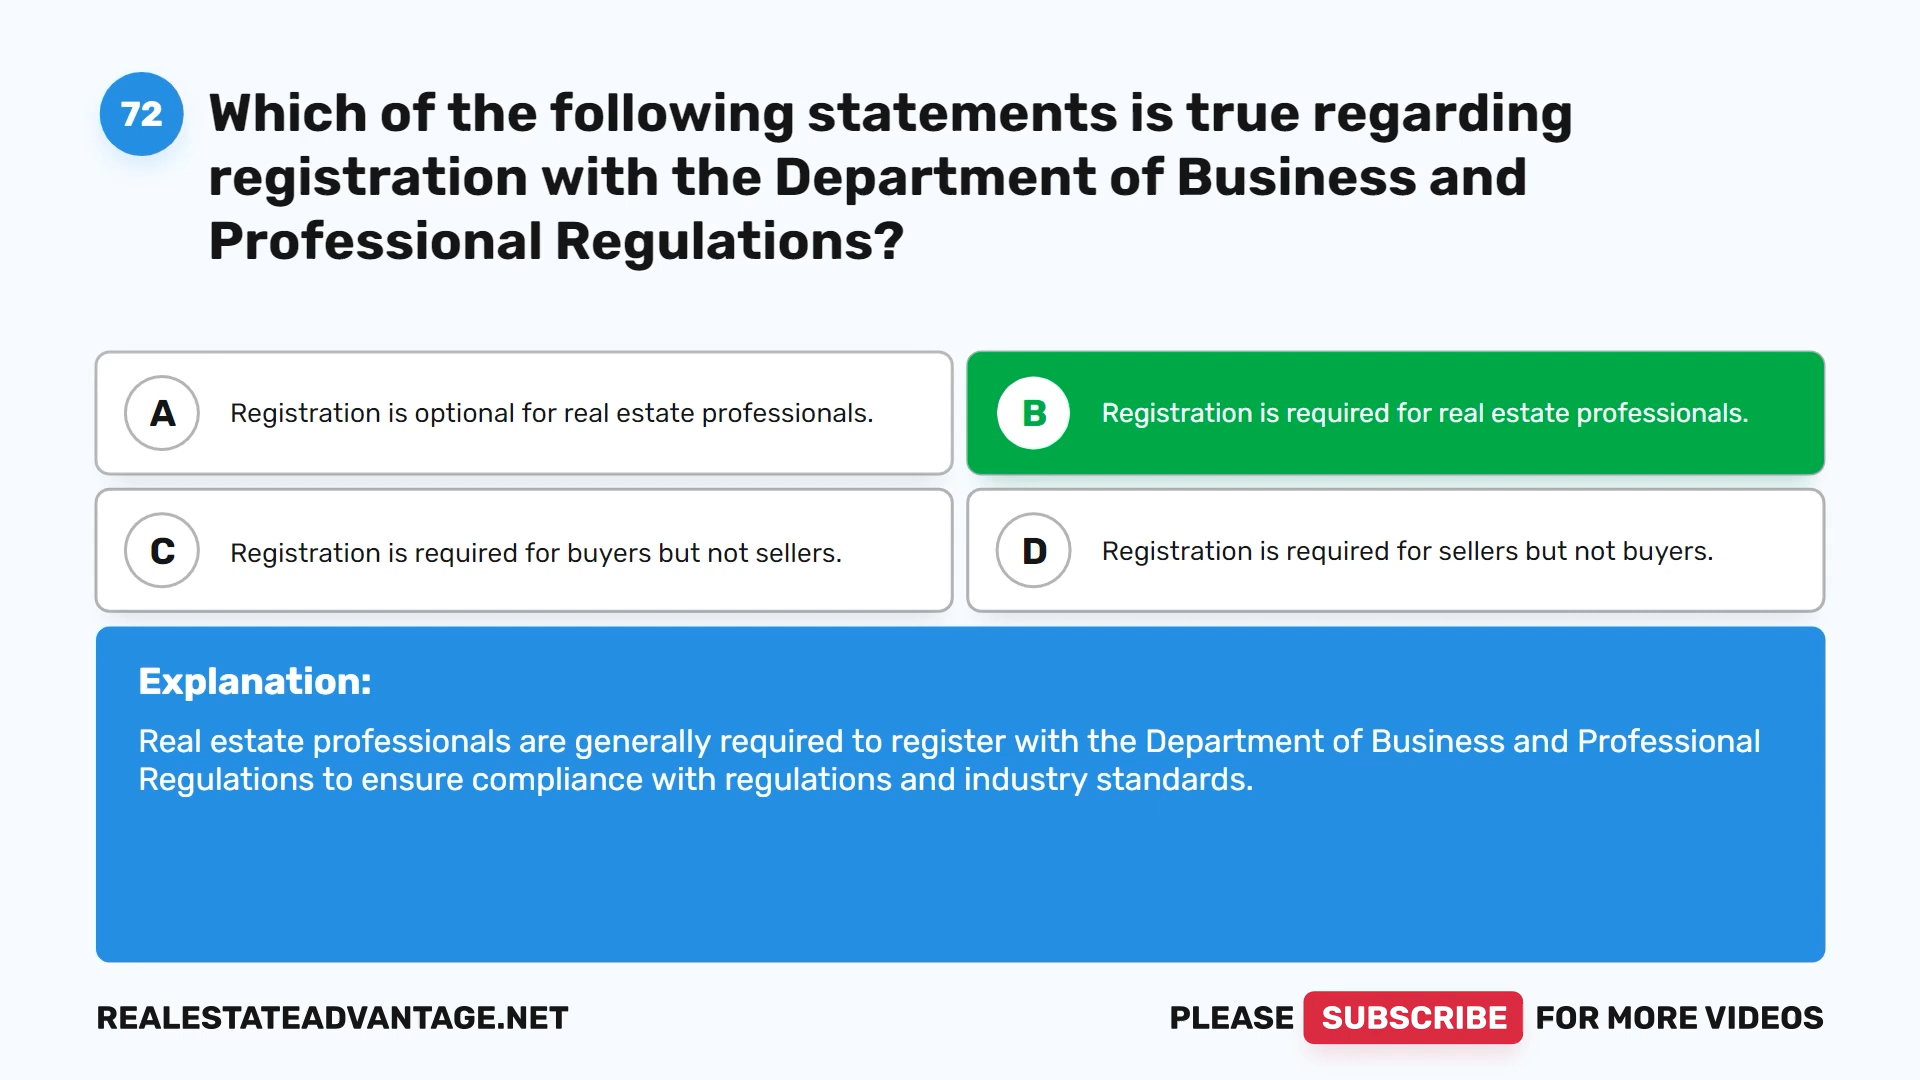 72
Which of the following statements is true regarding
registration with the Department of Business and
Professional Regulations?
A Registration is optional for real estate professionals.
B Registration is required for real estate professionals.
C Registration is required for buyers but not sellers.
D Registration is required for sellers but not buyers.
Explanation:
Real estate professionals are generally required to register with the Department of Business and Professional
Regulations to ensure compliance with regulations and industry standards.
REALESTATEADVANTAGE.NET
PLEASE SUBSCRIBE FOR MORE VIDEOS